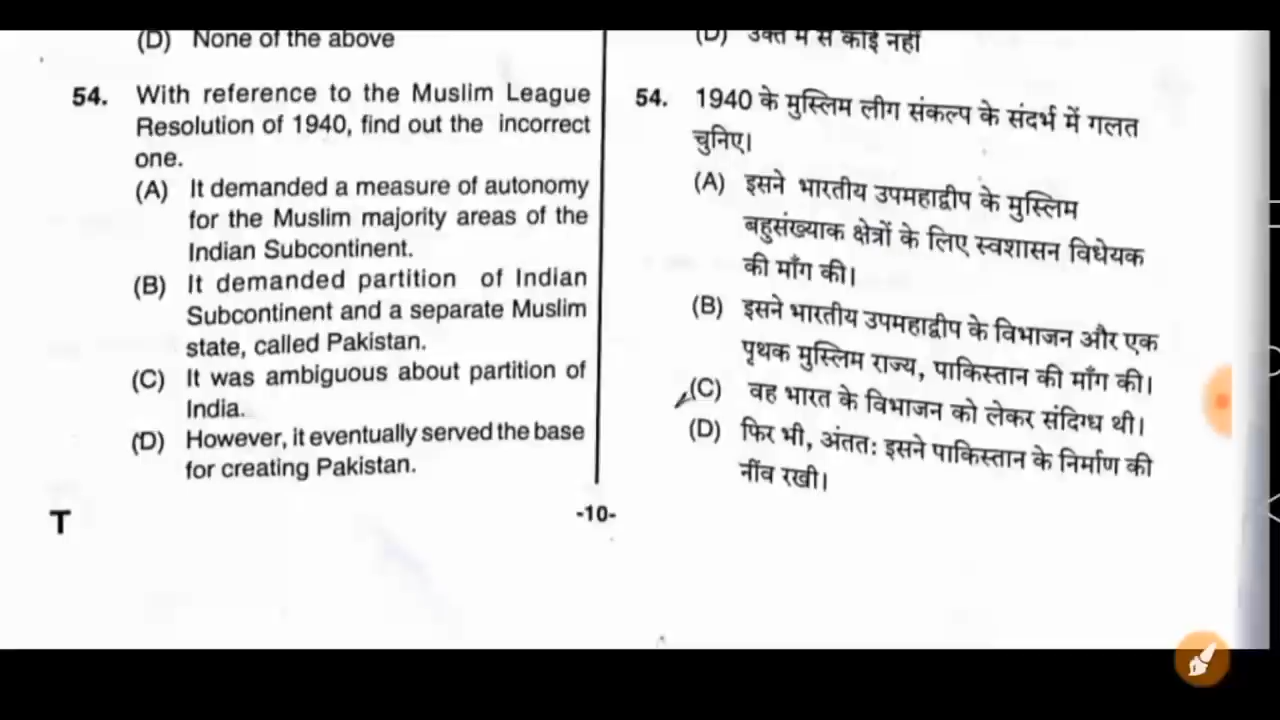 (D) None of the above
54. With reference to the Muslim League
Resolution of 1940, find out the incorrect
one.
(A) It demanded a measure of autonomy
for the Muslim majority areas of the
Indian Subcontinent.
(B) It demanded partition of Indian
Subcontinent and a separate Muslim
state, called Pakistan.
(C) It was ambiguous about partition of
India.
(D) However, it eventually served the base
for creating Pakistan.
(D) उक्त में से कोई नहीं
54. 1940 के मुस्लिम लीग संकल्प के संदर्भ में गलत
चुनिए।
(A) इसने भारतीय उपमहाद्वीप के मुस्लिम
बहुसंख्याक क्षेत्रों के लिए स्वशासन विधेयक
की माँग की।
(B) इसने भारतीय उपमहाद्वीप के विभाजन और एक
पृथक मुस्लिम राज्य, पाकिस्तान की माँग की।
(C) वह भारत के विभाजन को लेकर संदिग्ध थी।
(D) फिर भी, अंततः इसने पाकिस्तान के निर्माण की
नींव रखी।
T
-10-